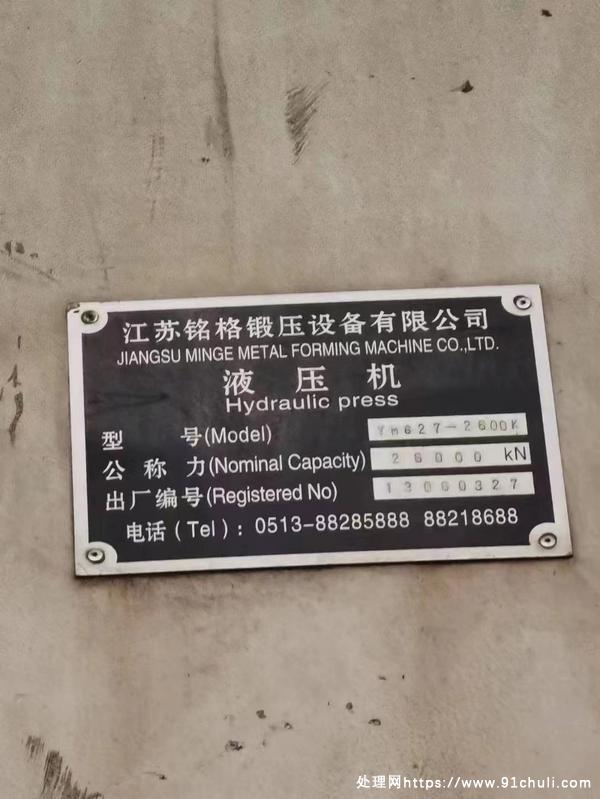 江苏铭格锻压设备有限公司
JIANGSU MINGE METAL FORMING MACHINE CO.,LTD.
液压机
Hydraulic press
型号(Model) YM627-2600K
公称力(Nominal Capacity) 26000 kN
出厂编号(Registered No) 13060327
电话(Tel): 0513-88285888 88218688
处理网https://www.91chuli.com/